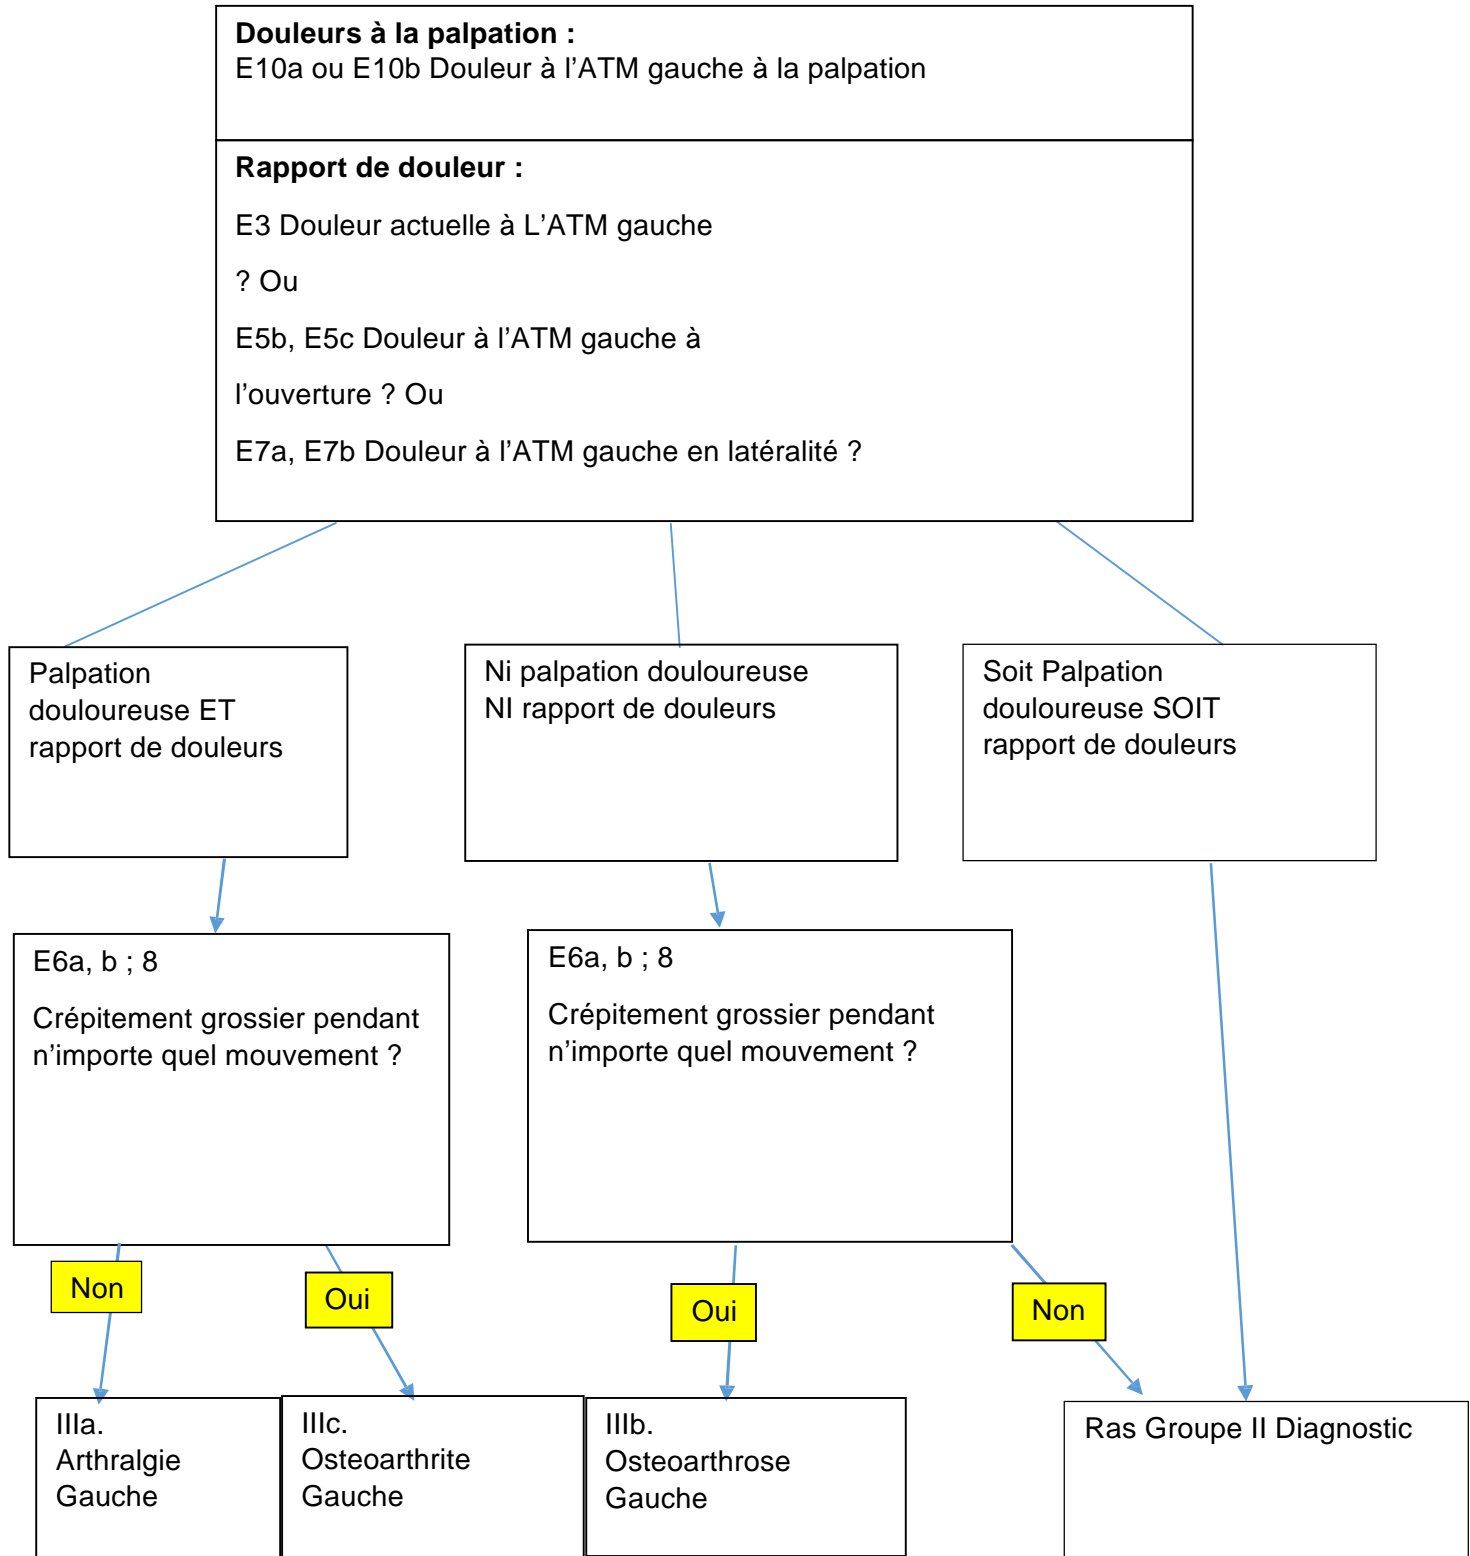 Douleurs à la palpation :
E10a ou E10b Douleur à l’ATM gauche à la palpation
Rapport de douleur :
E3 Douleur actuelle à L’ATM gauche
? Ou
E5b, E5c Douleur à l’ATM gauche à
l’ouverture ? Ou
E7a, E7b Douleur à l’ATM gauche en latéralité ?
Palpation
douloureuse ET
rapport de douleurs
Ni palpation douloureuse
NI rapport de douleurs
Soit Palpation
douloureuse SOIT
rapport de douleurs
E6a, b ; 8
Crépitement grossier pendant
n’importe quel mouvement ?
E6a, b ; 8
Crépitement grossier pendant
n’importe quel mouvement ?
Non
Oui
Oui
Non
IIIa.
Arthralgie
Gauche
IIIc.
Osteoarthrite
Gauche
IIIb.
Osteoarthrose
Gauche
Ras Groupe II Diagnostic